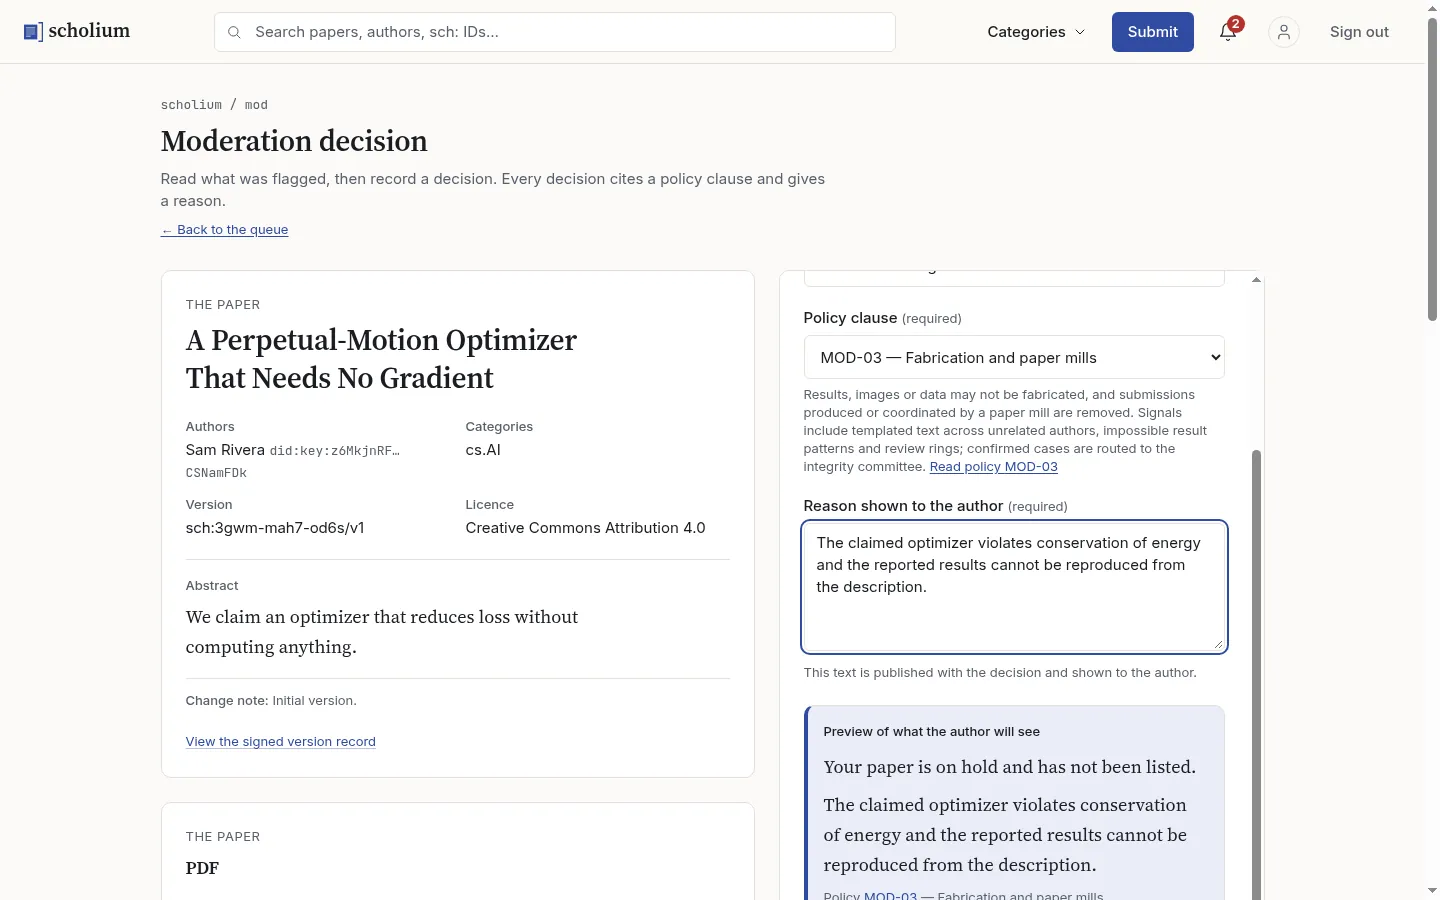 scholium
Search papers, authors, sch: IDs...
Categories
Submit
2
Sign out
scholium / mod
Moderation decision
Read what was flagged, then record a decision. Every decision cites a policy clause and gives
a reason.
← Back to the queue
THE PAPER
A Perpetual-Motion Optimizer
That Needs No Gradient
Authors
Sam Rivera did:key:z6MkjnRF…
CSNamFDk
Categories
cs.AI
Version
sch:3gwm-mah7-od6s/v1
Licence
Creative Commons Attribution 4.0
Abstract
We claim an optimizer that reduces loss without
computing anything.
Change note: Initial version.
View the signed version record
THE PAPER
PDF
Policy clause (required)
MOD-03 — Fabrication and paper mills
Results, images or data may not be fabricated, and submissions
produced or coordinated by a paper mill are removed. Signals
include templated text across unrelated authors, impossible result
patterns and review rings; confirmed cases are routed to the
integrity committee. Read policy MOD-03
Reason shown to the author (required)
The claimed optimizer violates conservation of energy
and the reported results cannot be reproduced from
the description.
This text is published with the decision and shown to the author.
Preview of what the author will see
Your paper is on hold and has not been listed.
The claimed optimizer violates conservation
of energy and the reported results cannot be
reproduced from the description.
Policy MOD-03 — Fabrication and paper mills